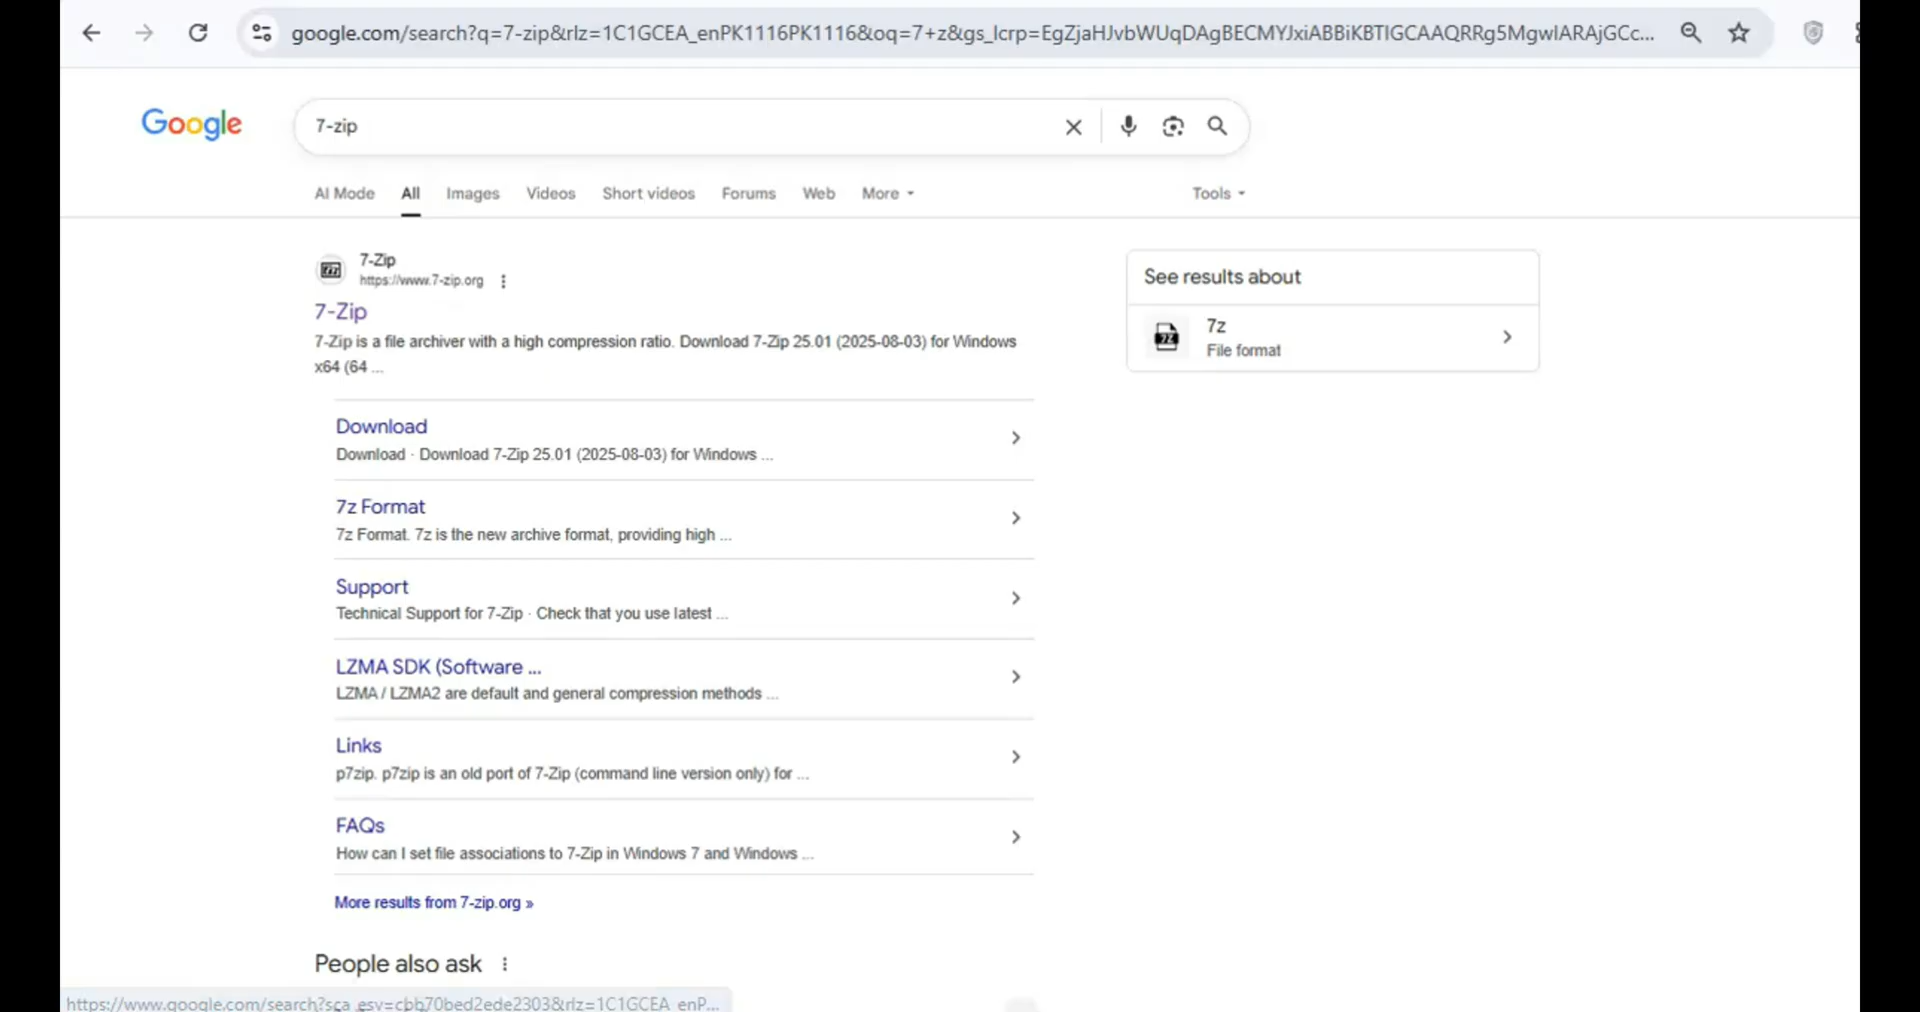 google.com/search?q=7-zip&rlz=1C1GCEA_enPK1116PK1116&oq=7+z&gs_lcrp=EgZjaHJvbWUqDAgBECMYJxiABBiKBTIGCAAQRRg5MgwIARAjGCc...
Google
7-zip
AI Mode All Images Videos Short videos Forums Web More Tools
7-Zip
https://www.7-zip.org
7-Zip
7-Zip is a file archiver with a high compression ratio. Download 7-Zip 25.01 (2025-08-03) for Windows
x64 (64 ...
See results about
7z
File format
Download
Download · Download 7-Zip 25.01 (2025-08-03) for Windows ...
7z Format
7z Format. 7z is the new archive format, providing high ...
Support
Technical Support for 7-Zip · Check that you use latest ...
LZMA SDK (Software ...
LZMA / LZMA2 are default and general compression methods ...
Links
p7zip. p7zip is an old port of 7-Zip (command line version only) for ...
FAQs
How can I set file associations to 7-Zip in Windows 7 and Windows ...
More results from 7-zip.org »
People also ask
https://www.google.com/search?sca_esv=cbb70bed2ede2303&rlz=1C1GCEA_enP...